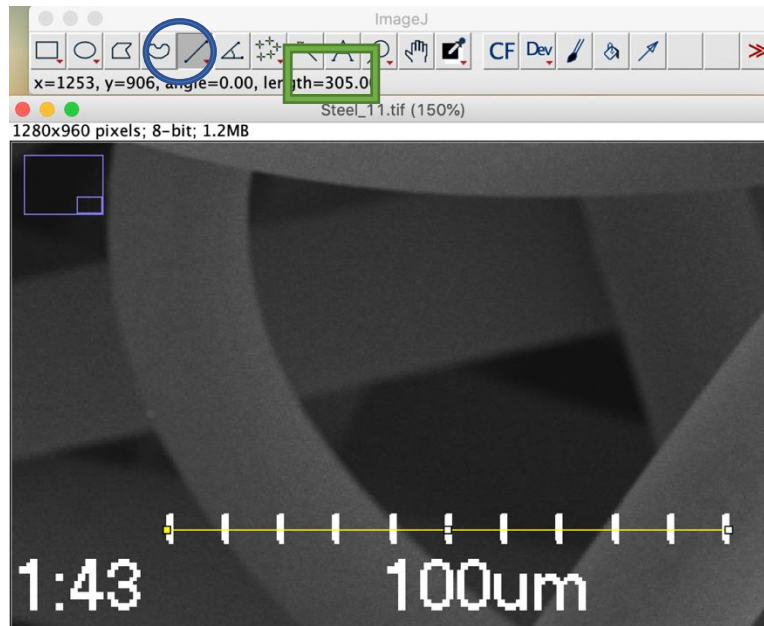 ImageJ
CF Dev
x=1253, y=906, angle=0.00, length=305.00
Steel_11.tif (150%)
1280x960 pixels; 8-bit; 1.2MB
1:43 100um